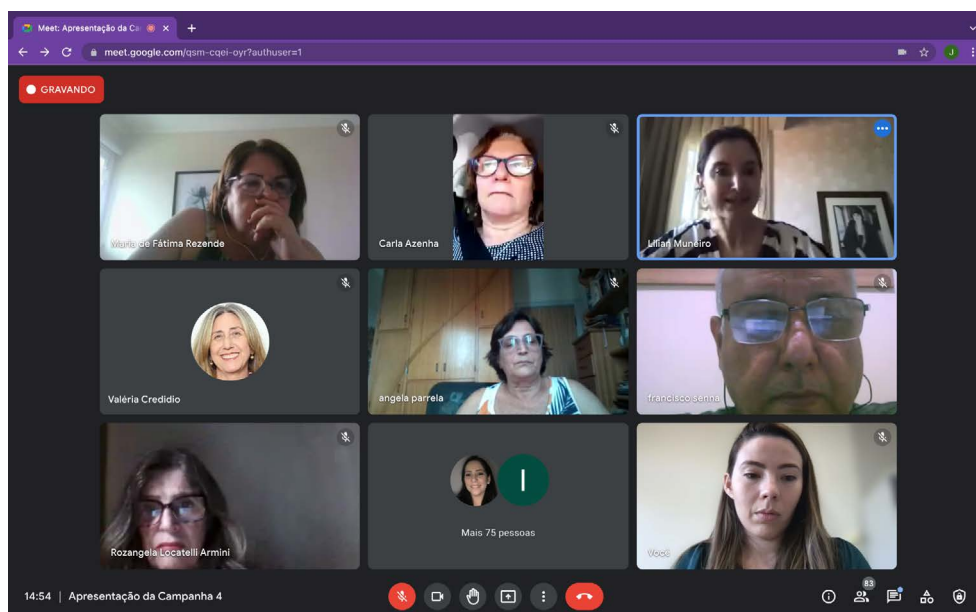 Meet: Apresentação da Ca
meet.google.com/qsm-cqei-oyr?authuser=1
J
GRAVANDO
Maria de Fátima Rezende
Carla Azenha
Lilian Muneiro
Valéria Credidio
angela parrela
francisco senna
Rozangela Locatelli Armini
I
Mais 75 pessoas
Você
14:54 | Apresentação da Campanha 4
83